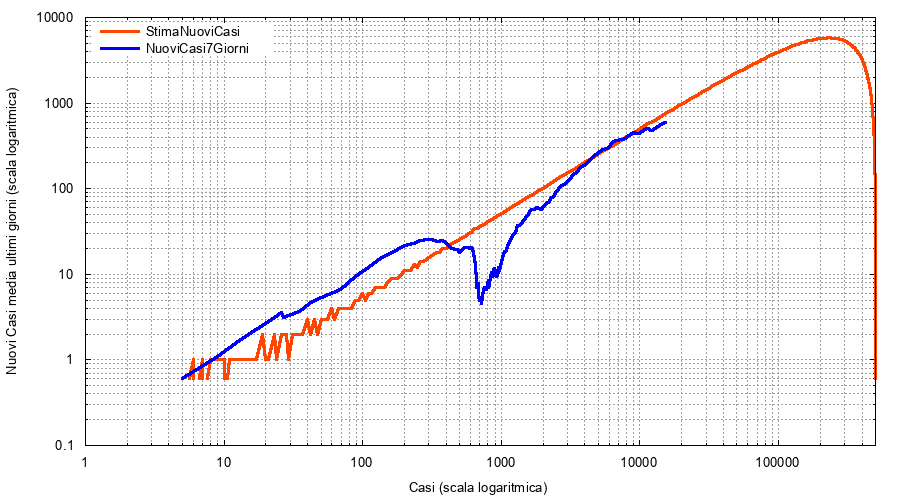 10000
StimaNuoviCasi
NuoviCasi7Giorni
1000
100
10
1
0.1
Nuovi Casi media ultimi giorni (scala logaritmica)
1 10 100 1000 10000 100000
Casi (scala logaritmica)